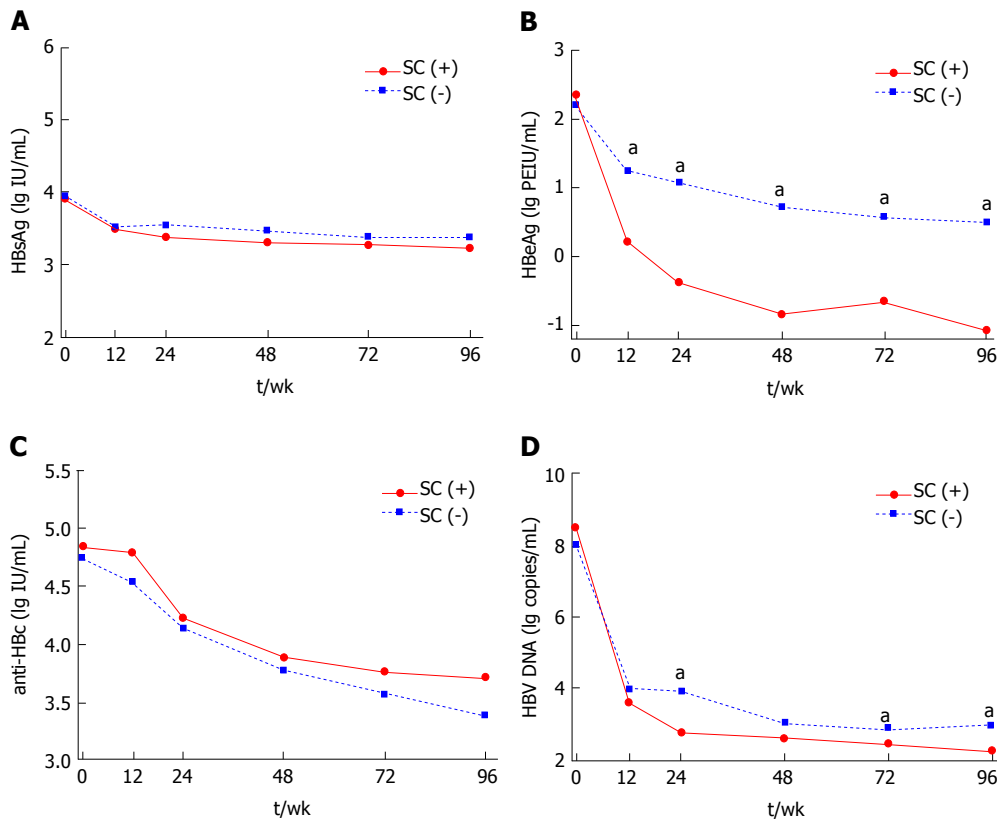 A
6
5
4
3
2
HBsAg (lg IU/mL)
SC (+)
SC (-)
0 12 24 48 72 96
t/wk
B
3
2
1
0
-1
HBeAg (lg PEIU/mL)
SC (+)
SC (-)
a a a a a
0 12 24 48 72 96
t/wk
C
5.5
5.0
4.5
4.0
3.5
3.0
anti-HBc (lg IU/mL)
SC (+)
SC (-)
0 12 24 48 72 96
t/wk
D
10
8
6
4
2
HBV DNA (lg copies/mL)
SC (+)
SC (-)
a a a
0 12 24 48 72 96
t/wk